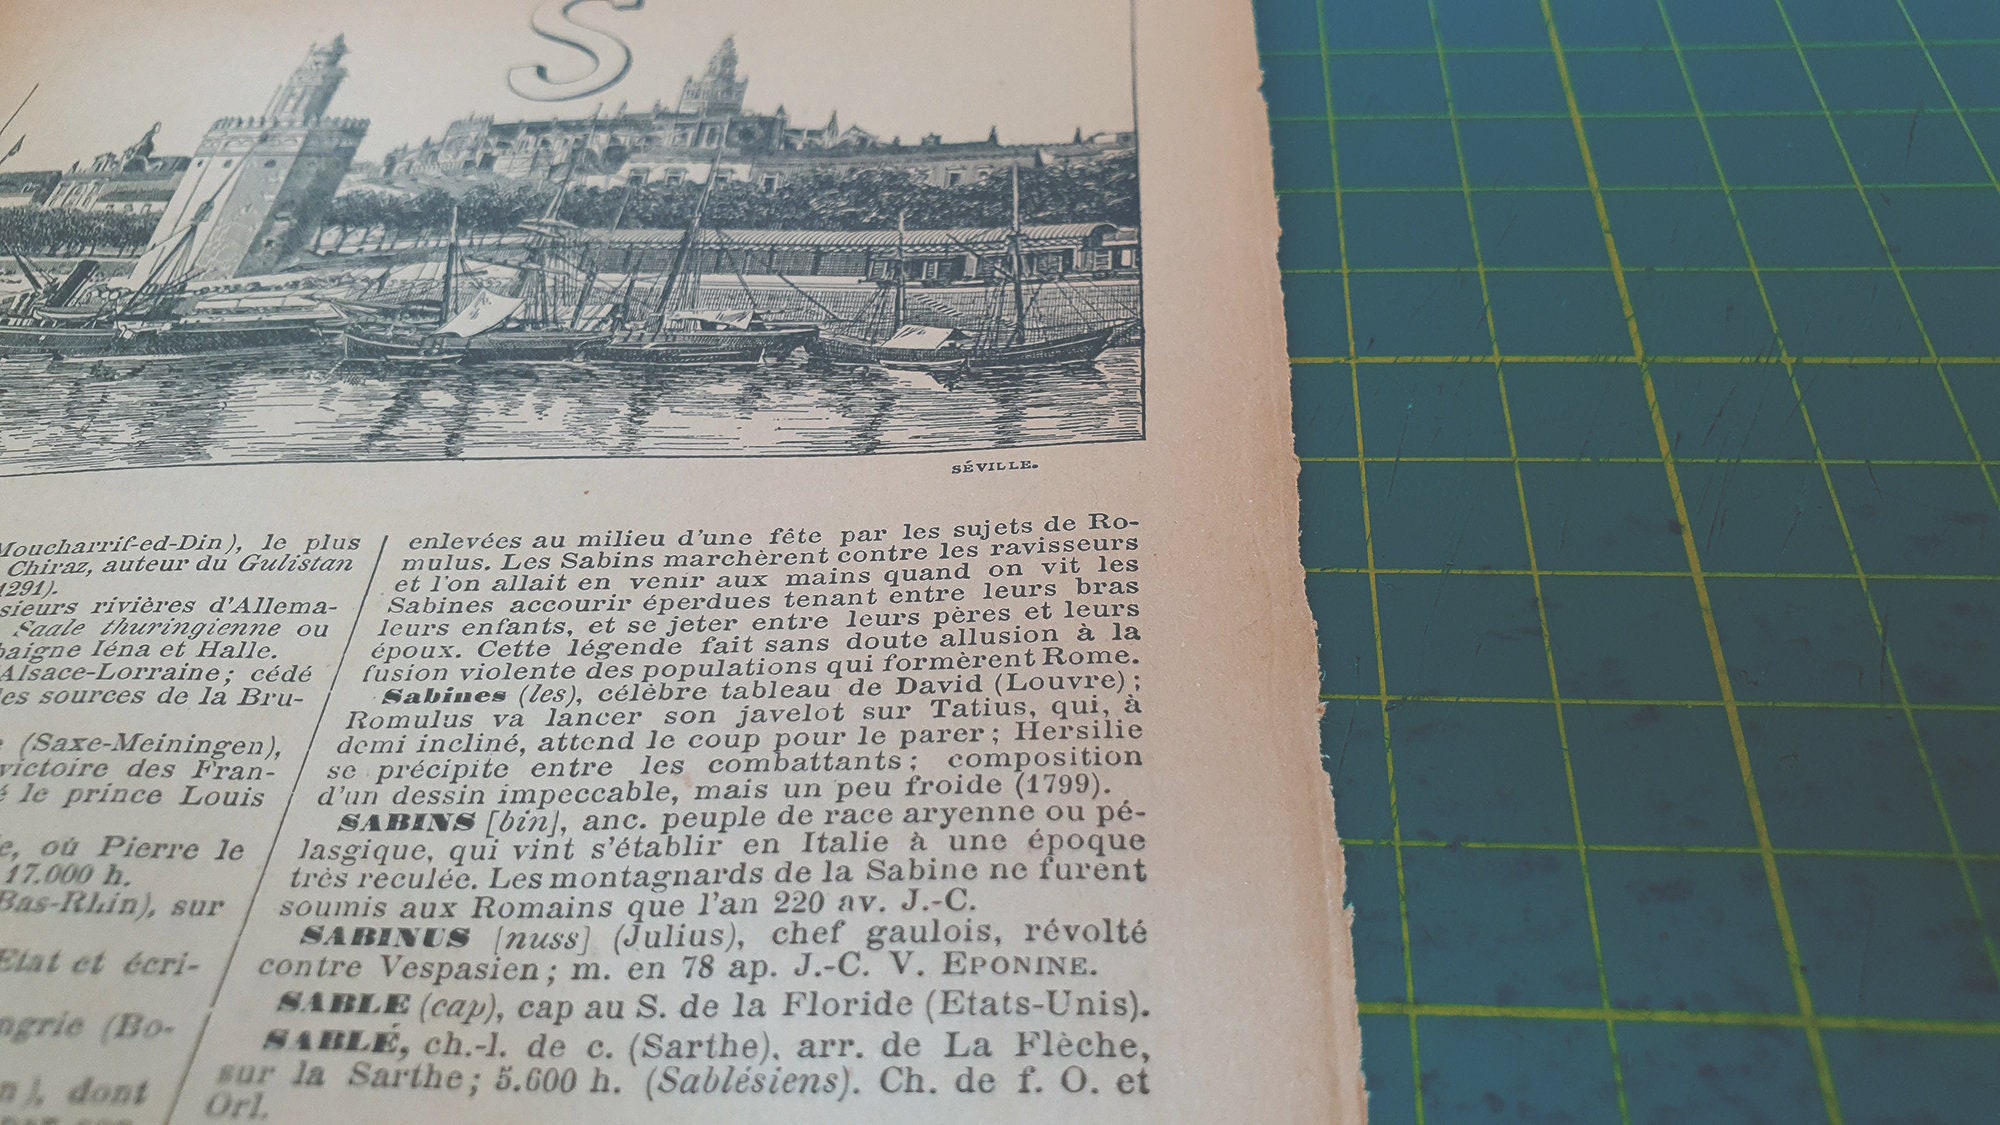 S
SÉVILLE.
Moucharrif-ed-Din), le plus
Chiraz, auteur du Gulistan
1291).
sieurs rivières d'Allema-
Saale thuringienne ou
baigne Iéna et Halle.
Alsace-Lorraine; cédé
les sources de la Bru-
(Saxe-Meiningen),
victoire des Fran-
é le prince Louis
e, où Pierre le
17.000 h.
Bas-Rhin), sur
Etat et écri-
ngrie (Bo-
n), dont
enlevées au milieu d'une fête par les sujets de Ro-
mulus. Les Sabins marchèrent contre les ravisseurs
et l'on allait en venir aux mains quand on vit les
Sabines accourir éperdues tenant entre leurs bras
leurs enfants, et se jeter entre leurs pères et leurs
époux. Cette légende fait sans doute allusion à la
fusion violente des populations qui formèrent Rome.
Sabines (les), célèbre tableau de David (Louvre);
Romulus va lancer son javelot sur Tatius, qui, à
demi incliné, attend le coup pour le parer; Hersilie
se précipite entre les combattants; composition
d'un dessin impeccable, mais un peu froide (1799).
SABINS [bin], anc. peuple de race aryenne ou pé-
lasgique, qui vint s'établir en Italie à une époque
très reculée. Les montagnards de la Sabine ne furent
soumis aux Romains que l'an 220 av. J.-C.
SABINUS [nuss] (Julius), chef gaulois, révolté
contre Vespasien; m. en 78 ap. J.-C. V. EPONINE.
SABLE (cap), cap au S. de la Floride (Etats-Unis).
SABLÉ, ch.-l. de c. (Sarthe), arr. de La Flèche,
sur la Sarthe; 5.600 h. (Sablésiens). Ch. de f. O. et
Orl.